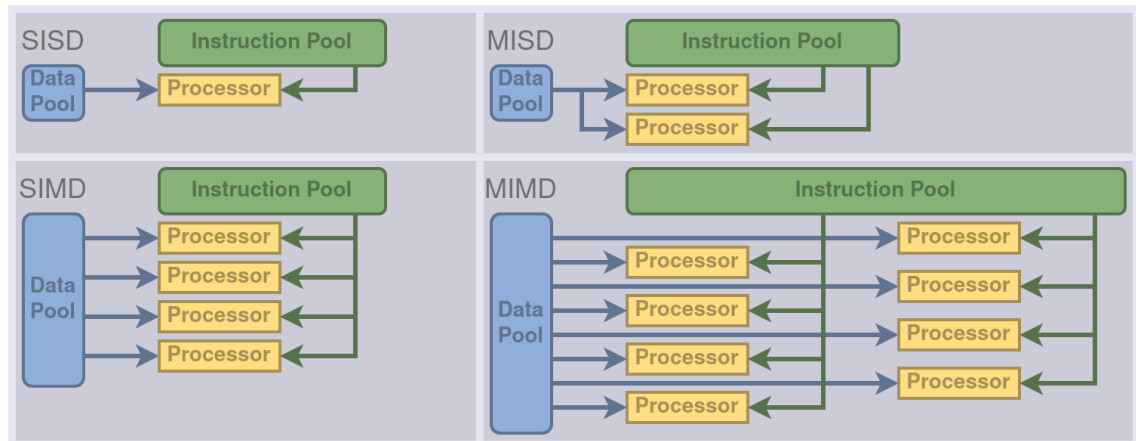 SISD
Instruction Pool
Data
Pool
Processor
MISD
Instruction Pool
Data
Pool
Processor
Processor
SIMD
Instruction Pool
Data
Pool
Processor
Processor
Processor
Processor
MIMD
Instruction Pool
Data
Pool
Processor
Processor
Processor
Processor
Processor
Processor
Processor
Processor